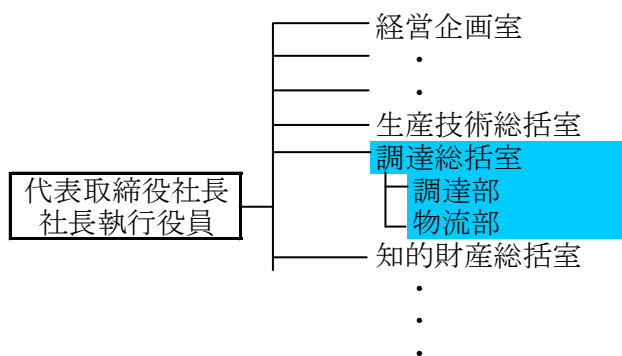 経営企画室
・
・
生産技術総括室
調達総括室
代表取締役社長
調達部
社長執行役員
物流部
知的財産総括室
・
・
・